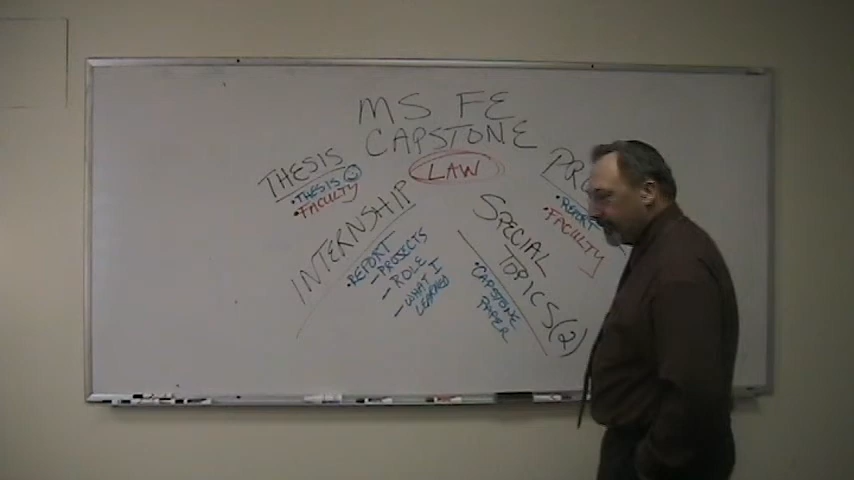 MS FE
CAPSTONE
LAW
THESIS
• THESIS ☺
• FACULTY
INTERNSHIP
• REPORT
- PROJECTS
- ROLE
- WHAT I
LEARNED
SPECIAL
TOPICS (2)
• CAPSTONE
PAPER
• REPORT
• FACULTY